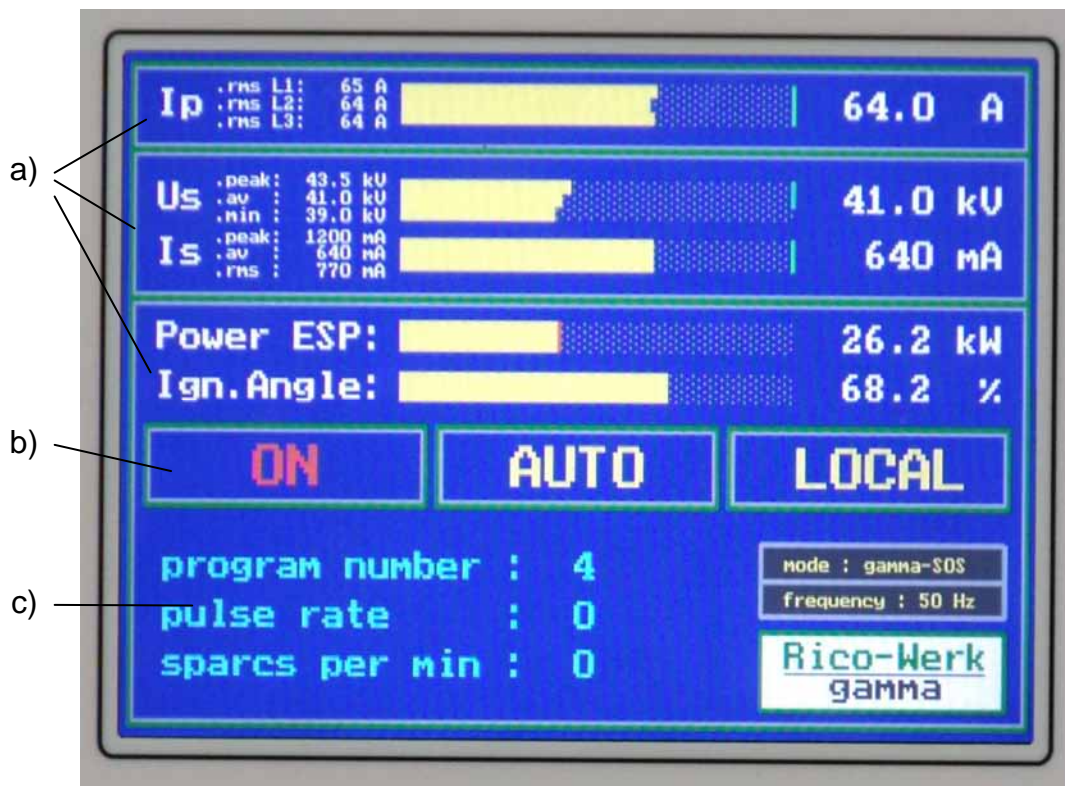 Ip .rms L1: 65 A
.rms L2: 64 A
.rms L3: 64 A
64.0 A
a)
Us .peak: 43.5 kV
.av : 41.0 kV
.min : 39.0 kV
41.0 kV
Is .peak: 1200 mA
.av : 640 mA
.rms : 770 mA
640 mA
Power ESP: 26.2 kW
Ign.Angle: 68.2 %
b)
ON AUTO LOCAL
c)
program number : 4
pulse rate : 0
sparcs per min : 0
mode : gamma-SOS
frequency : 50 Hz
Rico-Werk
gamma